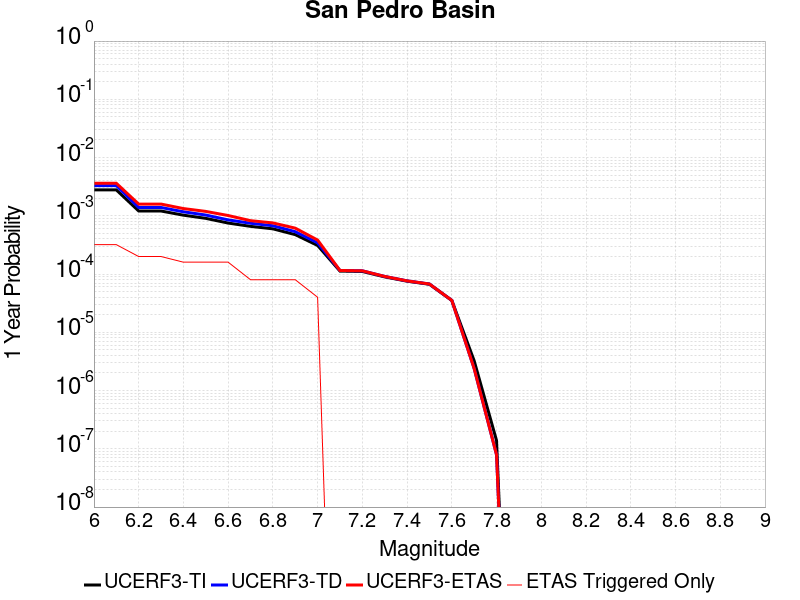 San Pedro Basin
10^0
10^-1
10^-2
10^-3
10^-4
10^-5
10^-6
10^-7
10^-8
1 Year Probability
6 6.2 6.4 6.6 6.8 7 7.2 7.4 7.6 7.8 8 8.2 8.4 8.6 8.8 9
Magnitude
UCERF3-TI UCERF3-TD UCERF3-ETAS ETAS Triggered Only